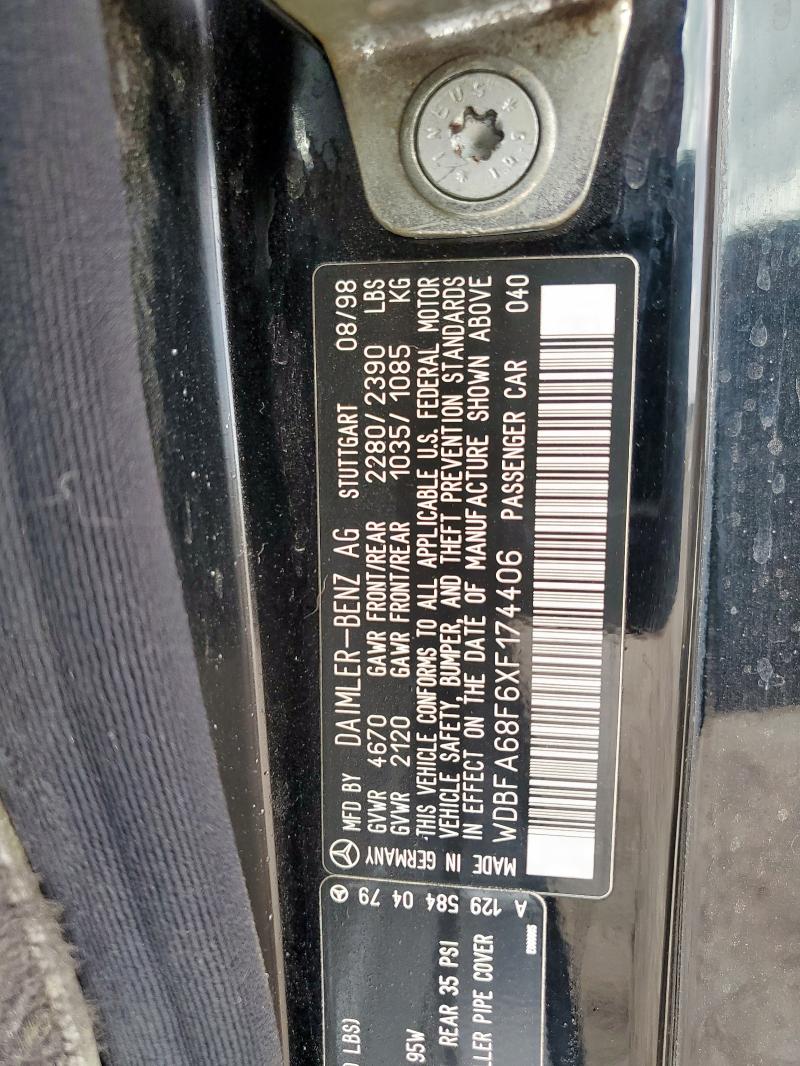 MFD BY DAIMLER-BENZ AG STUTTGART 08/98
GVWR 4670 GAWR FRONT/REAR 2280/2390 LBS
GVWR 2120 GAWR FRONT/REAR 1035/1085 KG
THIS VEHICLE CONFORMS TO ALL APPLICABLE U.S. FEDERAL MOTOR
VEHICLE SAFETY, BUMPER, AND THEFT PREVENTION STANDARDS
IN EFFECT ON THE DATE OF MANUFACTURE SHOWN ABOVE
WDBFA68F6XF174406 PASSENGER CAR 040
MADE IN GERMANY
A 129 584 04 79
LBS)
95W
REAR 35 PSI
LLER PIPE COVER